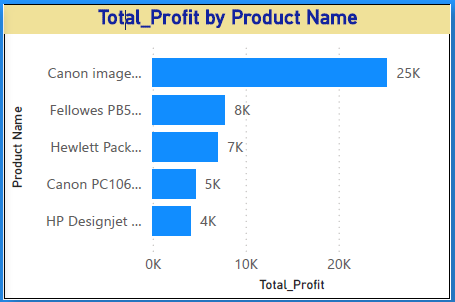 Total_Profit by Product Name
Product Name
Canon image... 25K
Fellowes PB5... 8K
Hewlett Pack... 7K
Canon PC106... 5K
HP Designjet ... 4K
0K 10K 20K
Total_Profit